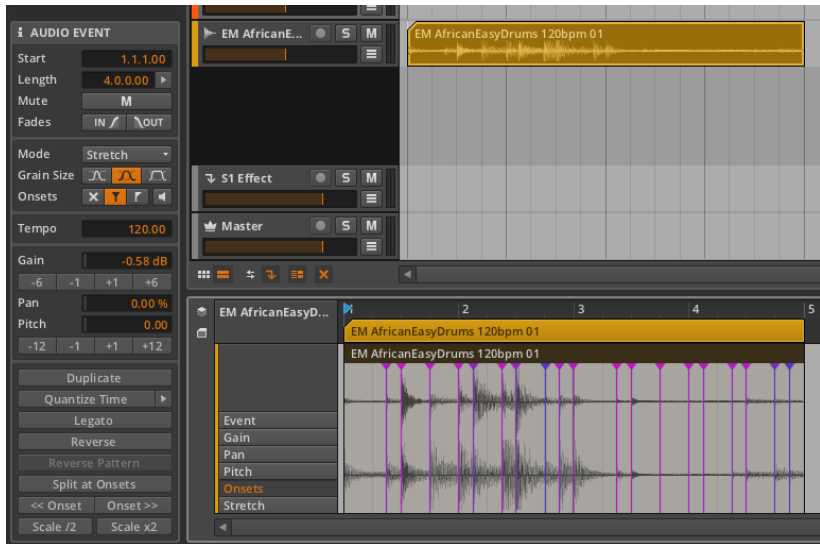 i AUDIO EVENT
Start 1.1.1.00
Length 4.0.0.00
Mute M
Fades IN OUT
Mode Stretch
Grain Size
Onsets
Tempo 120.00
Gain -0.58 dB
-6 -1 +1 +6
Pan 0.00 %
Pitch 0.00
-12 -1 +1 +12
Duplicate
Quantize Time
Legato
Reverse
Reverse Pattern
Split at Onsets
<< Onset Onset >>
Scale /2 Scale x2
EM AfricanE... S M
EM AfricanEasyDrums 120bpm 01
S1 Effect S M
Master S M
EM AfricanEasyD...
2 3 4 5
EM AfricanEasyDrums 120bpm 01
EM AfricanEasyDrums 120bpm 01
Event
Gain
Pan
Pitch
Onsets
Stretch